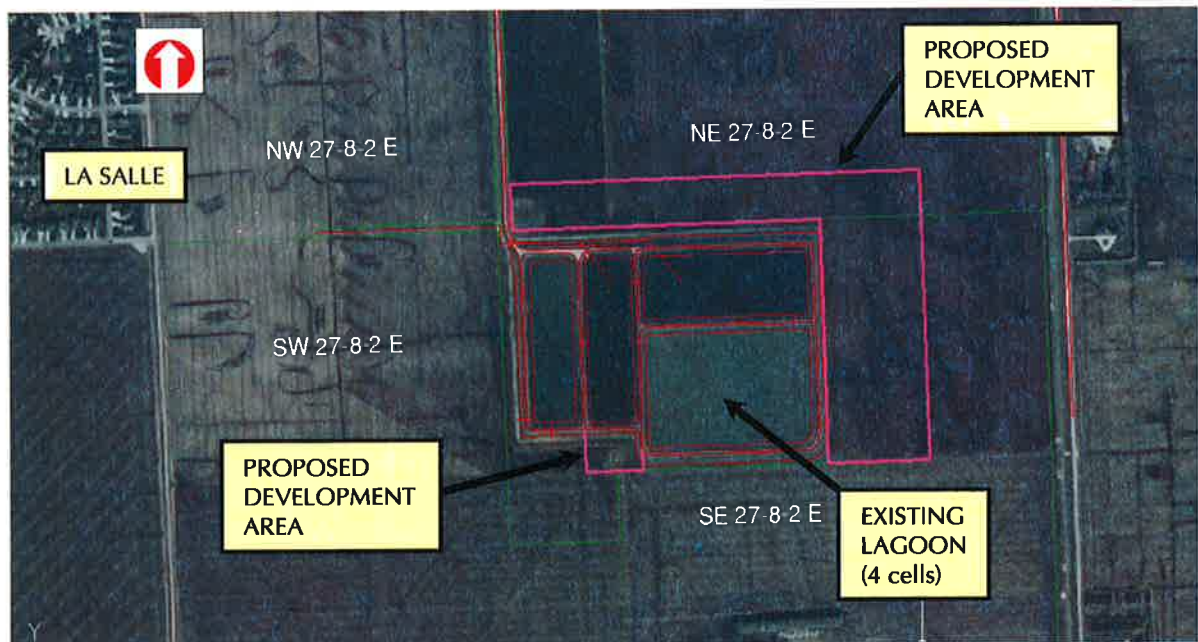 PROPOSED
DEVELOPMENT
AREA
NE 27-8-2 E
NW 27-8-2 E
LA SALLE
SW 27-8-2 E
PROPOSED
DEVELOPMENT
AREA
SE 27-8-2 E
EXISTING
LAGOON
(4 cells)
Y